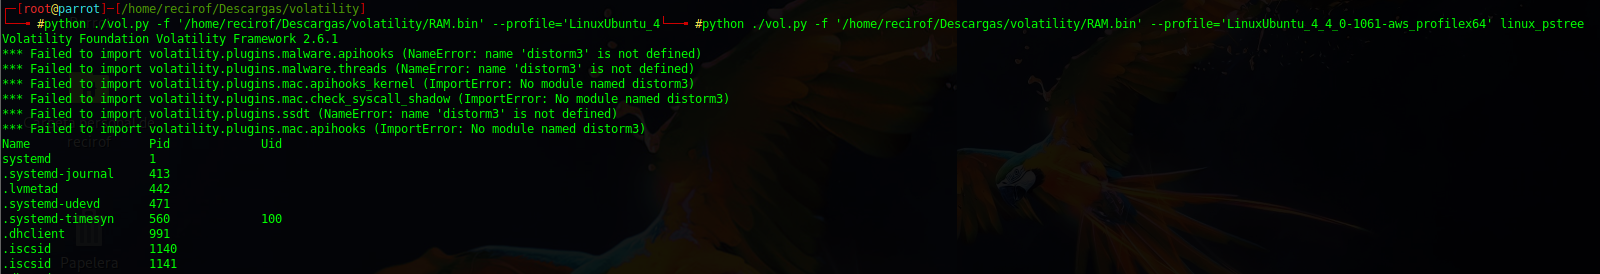 ┌─[root@parrot]─[/home/recirof/Descargas/volatility]
└──╼ #python ./vol.py -f '/home/recirof/Descargas/volatility/RAM.bin' --profile='LinuxUbuntu_4└──╼ #python ./vol.py -f '/home/recirof/Descargas/volatility/RAM.bin' --profile='LinuxUbuntu_4_4_0-1061-aws_profilex64' linux_pstree
Volatility Foundation Volatility Framework 2.6.1
*** Failed to import volatility.plugins.malware.apihooks (NameError: name 'distorm3' is not defined)
*** Failed to import volatility.plugins.malware.threads (NameError: name 'distorm3' is not defined)
*** Failed to import volatility.plugins.mac.apihooks_kernel (ImportError: No module named distorm3)
*** Failed to import volatility.plugins.mac.check_syscall_shadow (ImportError: No module named distorm3)
*** Failed to import volatility.plugins.ssdt (NameError: name 'distorm3' is not defined)
*** Failed to import volatility.plugins.mac.apihooks (ImportError: No module named distorm3)
recirof
Name Pid Uid
systemd 1
.systemd-journal 413
.lvmetad 442
.systemd-udevd 471
.systemd-timesyn 560 100
.dhclient 991
.iscsid 1140
.iscsid 1141
Papelera